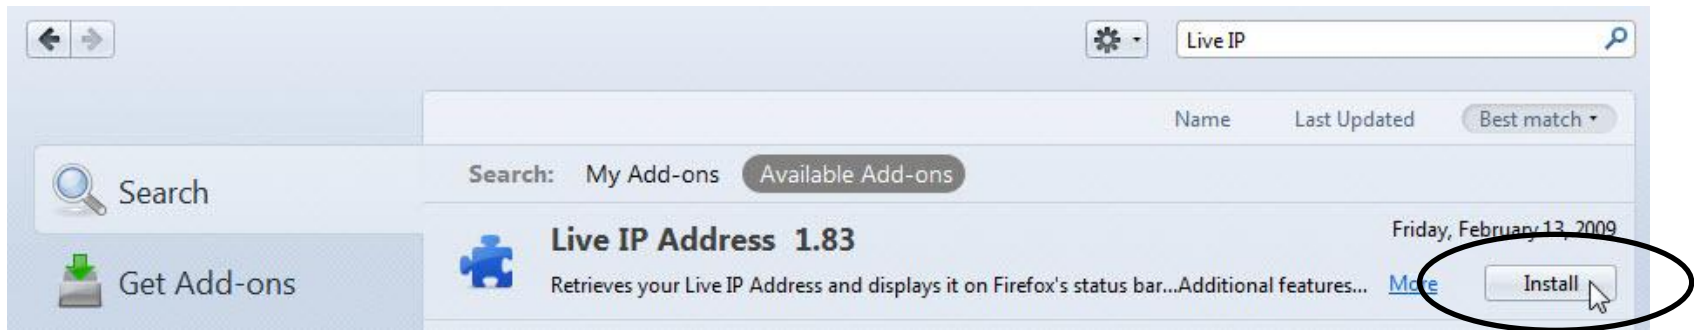 Live IP
Name Last Updated Best match
Search
Search: My Add-ons Available Add-ons
Live IP Address 1.83
Friday, February 13, 2009
Get Add-ons
Retrieves your Live IP Address and displays it on Firefox's status bar...Additional features... More
Install